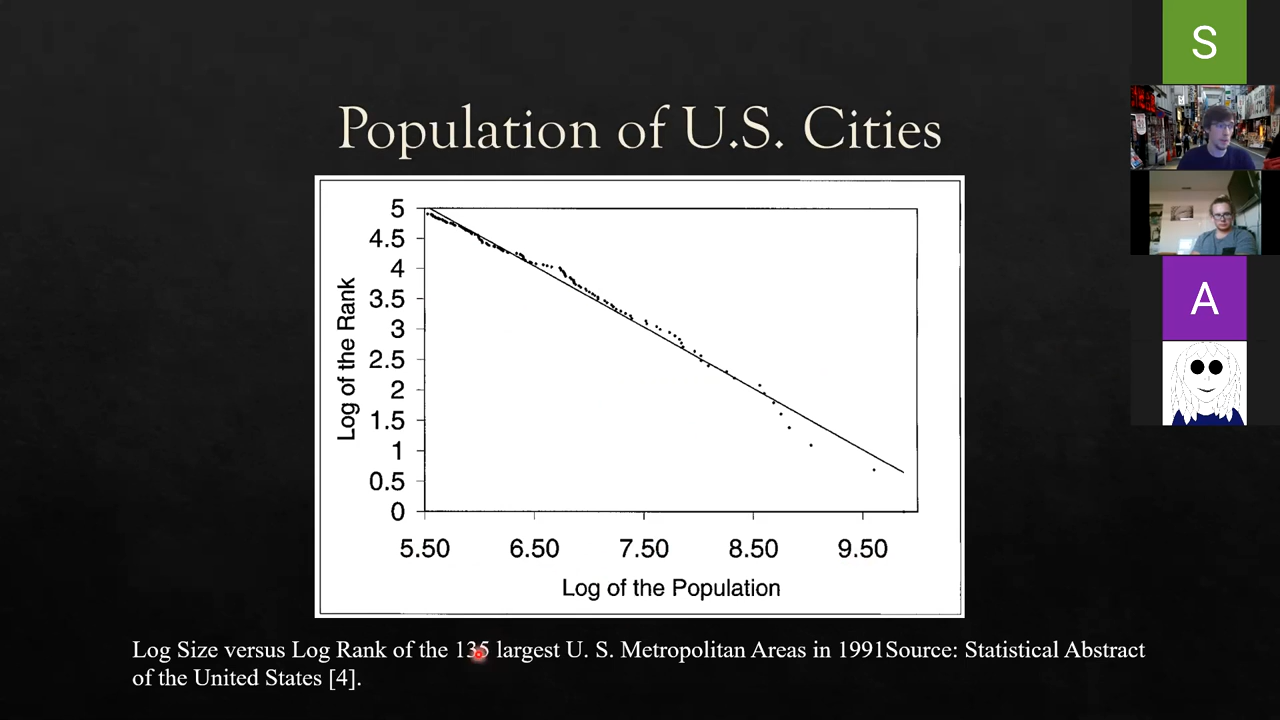 S
Population of U.S. Cities
5
4.5
4
3.5
3
2.5
2
1.5
1
0.5
0
Log of the Rank
5.50 6.50 7.50 8.50 9.50
Log of the Population
A
Log Size versus Log Rank of the 135 largest U. S. Metropolitan Areas in 1991Source: Statistical Abstract
of the United States [4].